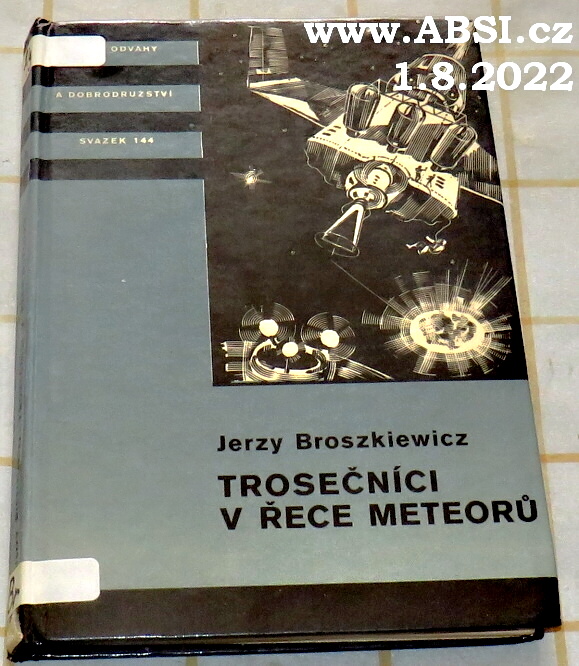 www.ABSI.cz
1.8.2022
ODVAHY
A DOBRODRUŽSTVÍ
SVAZEK 144
Jerzy Broszkiewicz
TROSEČNÍCI
V ŘECE METEORŮ